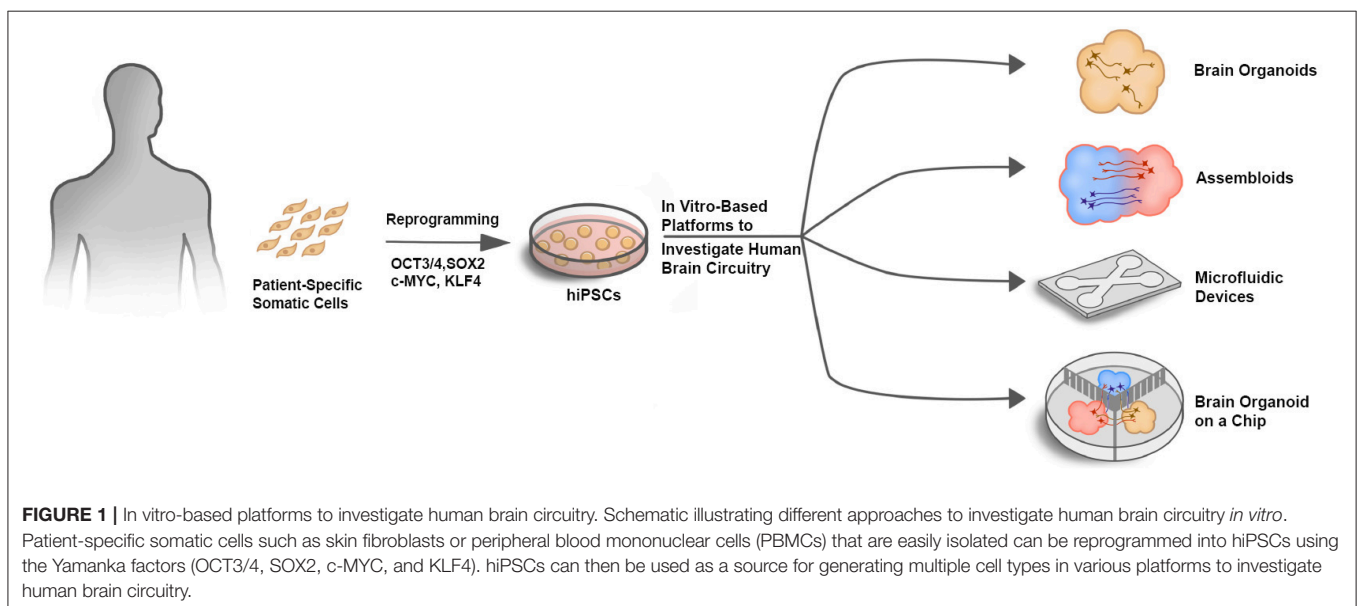 Patient-Specific
Somatic Cells
Reprogramming
OCT3/4,SOX2
c-MYC, KLF4
hiPSCs
In Vitro-Based
Platforms to
Investigate Human
Brain Circuitry
Brain Organoids
Assembloids
Microfluidic
Devices
Brain Organoid
on a Chip
FIGURE 1 | In vitro-based platforms to investigate human brain circuitry. Schematic illustrating different approaches to investigate human brain circuitry in vitro.
Patient-specific somatic cells such as skin fibroblasts or peripheral blood mononuclear cells (PBMCs) that are easily isolated can be reprogrammed into hiPSCs using
the Yamanka factors (OCT3/4, SOX2, c-MYC, and KLF4). hiPSCs can then be used as a source for generating multiple cell types in various platforms to investigate
human brain circuitry.